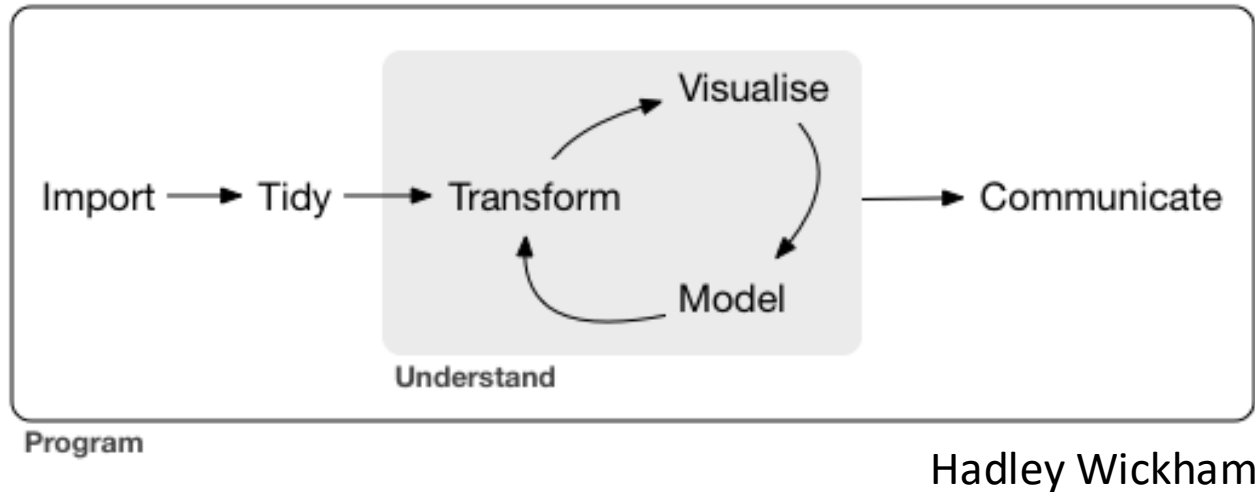 Visualise
Import
Tidy
Transform
Communicate
Model
Understand
Program
Hadley Wickham